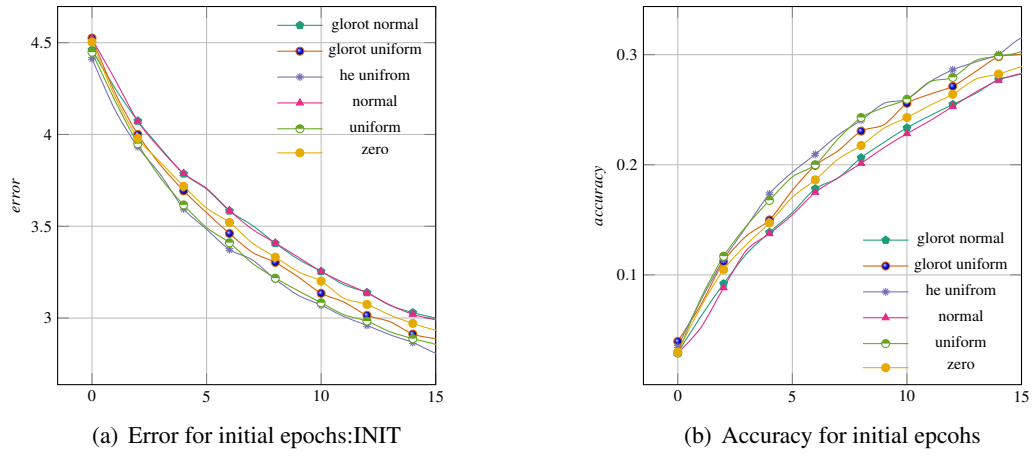 4.5
4
3.5
3
error
0
5
10
15
glorot normal
glorot uniform
he unifrom
normal
uniform
zero
(a) Error for initial epochs:INIT
0.3
0.2
0.1
accuracy
0
5
10
15
glorot normal
glorot uniform
he unifrom
normal
uniform
zero
(b) Accuracy for initial epcohs